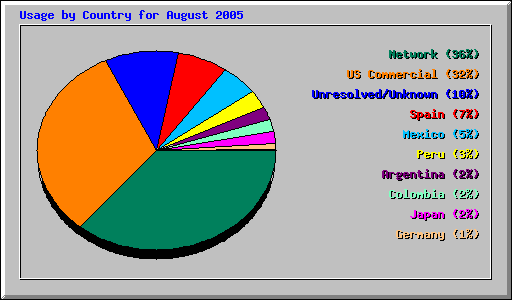 Usage by Country for August 2005
Network (36%)
US Commercial (32%)
Unresolved/Unknown (10%)
Spain (7%)
Mexico (5%)
Peru (3%)
Argentina (2%)
Colombia (2%)
Japan (2%)
Germany (1%)